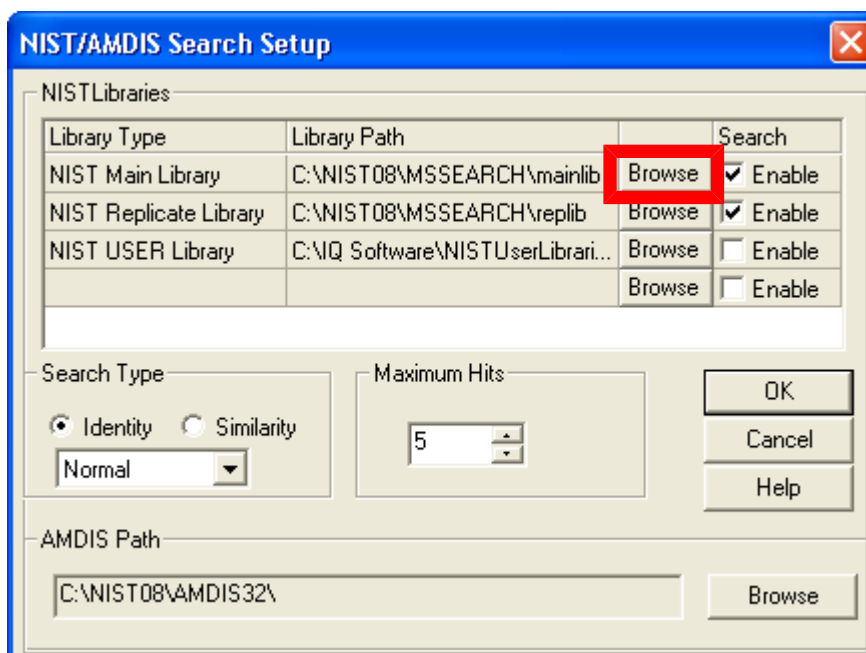 NIST/AMDIS Search Setup
NISTLibraries
Library Type Library Path Search
NIST Main Library C:\NIST08\MSSEARCH\mainlib Browse Enable
NIST Replicate Library C:\NIST08\MSSEARCH\replib Browse Enable
NIST USER Library C:\IQ Software\NISTUserLibrari... Browse Enable
Browse Enable
Search Type
Identity Similarity
Normal
Maximum Hits
5
OK
Cancel
Help
AMDIS Path
C:\NIST08\AMDIS32\ Browse